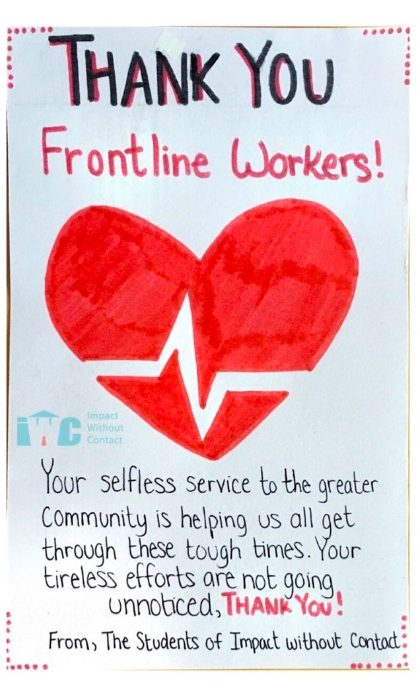 THANK YOU
Frontline Workers!
iWC
Impact
Without
Contact
Your selfless service to the greater
Community is helping us all get
through these tough times. Your
tireless efforts are not going
unnoticed, THANK YOU!
From, The Students of Impact without Contact